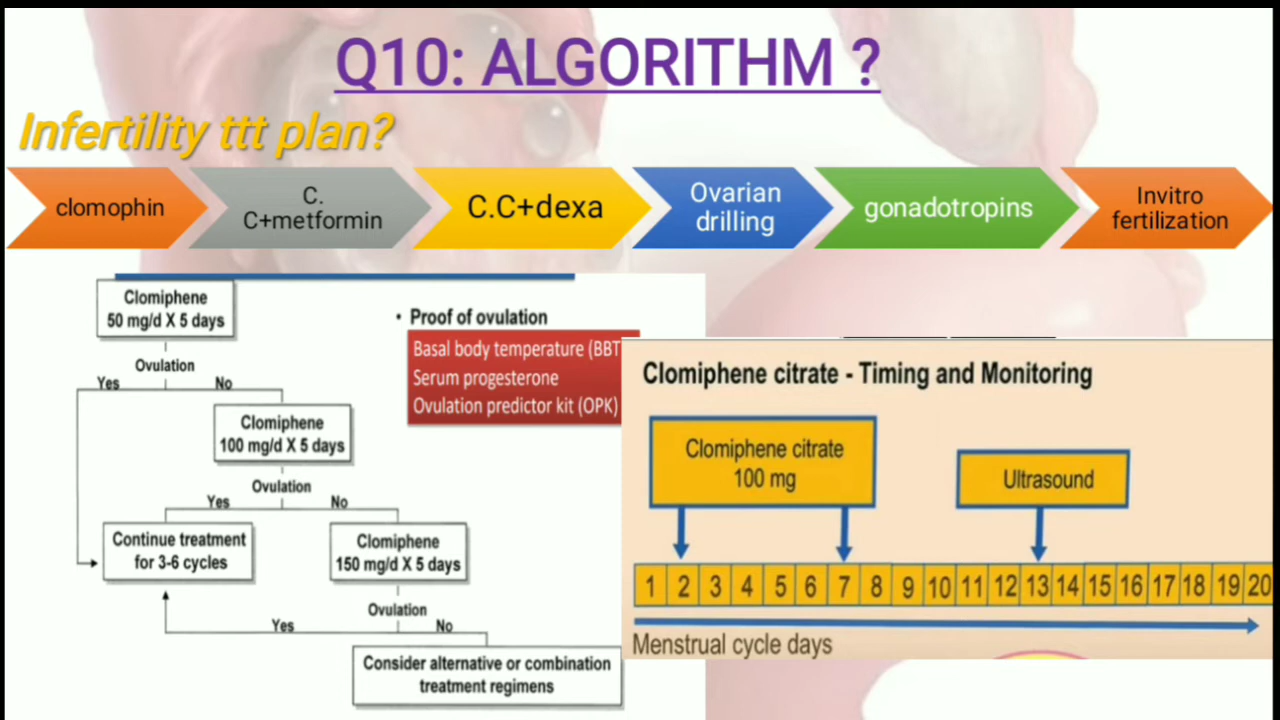 Q10: ALGORITHM ?
Infertility ttt plan?
clomophin
C.
C+metformin
C.C+dexa
Ovarian
drilling
gonadotropins
Invitro
fertilization
Clomiphene
50 mg/d X 5 days
Ovulation
Yes
No
Clomiphene
100 mg/d X 5 days
Ovulation
Yes
No
Continue treatment
for 3-6 cycles
Clomiphene
150 mg/d X 5 days
Ovulation
Yes
No
Consider alternative or combination
treatment regimens
• Proof of ovulation
Basal body temperature (BBT
Serum progesterone
Ovulation predictor kit (OPK)
Clomiphene citrate - Timing and Monitoring
Clomiphene citrate
100 mg
Ultrasound
1 2 3 4 5 6 7 8 9 10 11 12 13 14 15 16 17 18 19 20
Menstrual cycle days